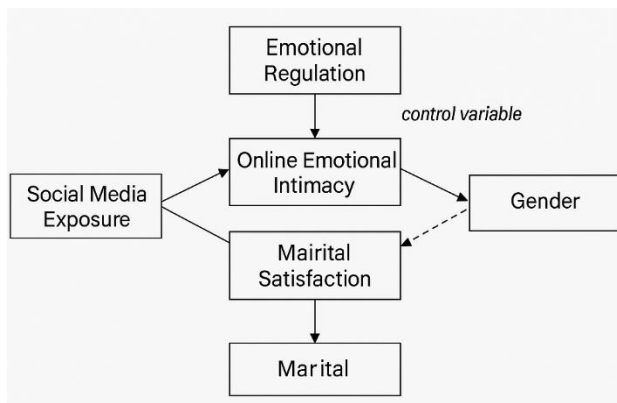 Emotional
Regulation
control variable
Online Emotional
Intimacy
Social Media
Exposure
Gender
Mairital
Satisfaction
Marital